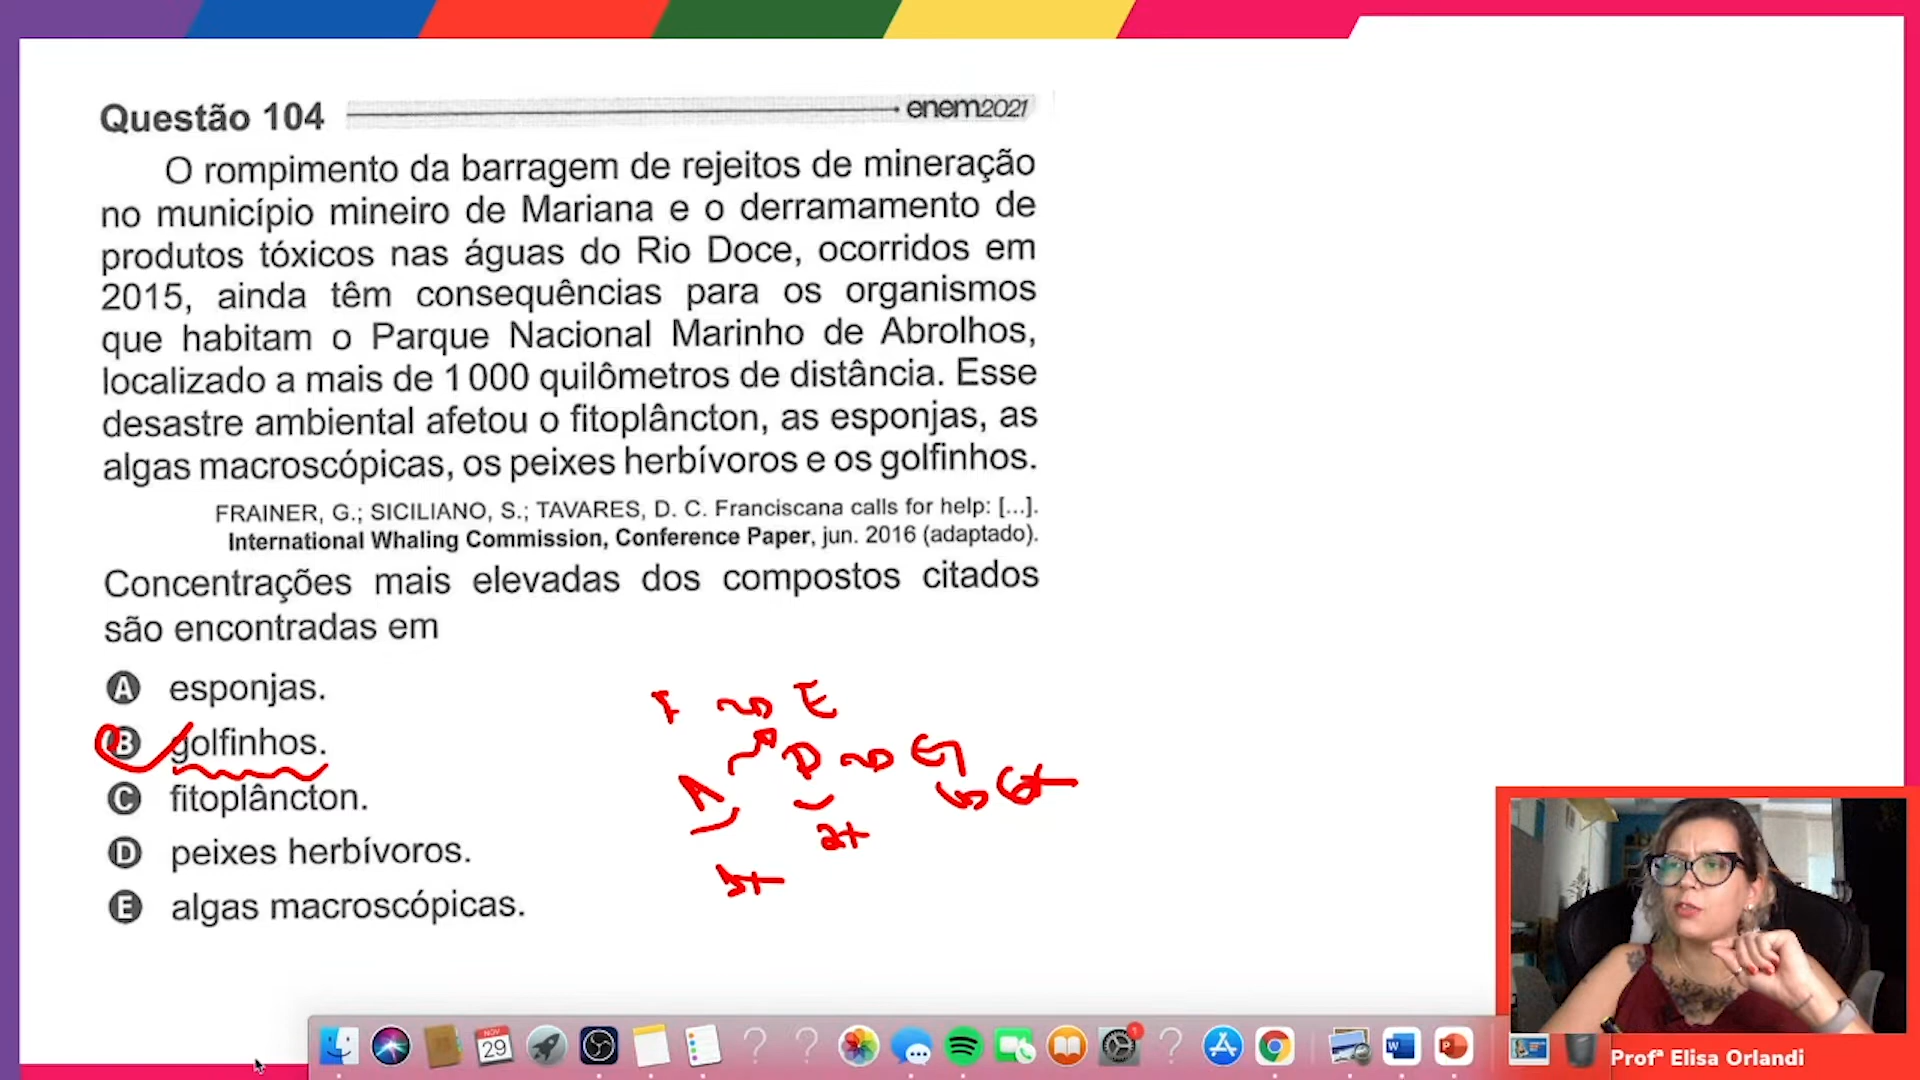 Questão 104
enem2021
O rompimento da barragem de rejeitos de mineração
no município mineiro de Mariana e o derramamento de
produtos tóxicos nas águas do Rio Doce, ocorridos em
2015, ainda têm consequências para os organismos
que habitam o Parque Nacional Marinho de Abrolhos,
localizado a mais de 1 000 quilômetros de distância. Esse
desastre ambiental afetou o fitoplâncton, as esponjas, as
algas macroscópicas, os peixes herbívoros e os golfinhos.
FRAINER, G.; SICILIANO, S.; TAVARES, D. C. Franciscana calls for help: [...].
International Whaling Commission, Conference Paper, jun. 2016 (adaptado).
Concentrações mais elevadas dos compostos citados
são encontradas em
A esponjas.
B golfinhos.
C fitoplâncton.
D peixes herbívoros.
E algas macroscópicas.
E
A
2+
NOV
29
1
W
P
Profª Elisa Orlandi